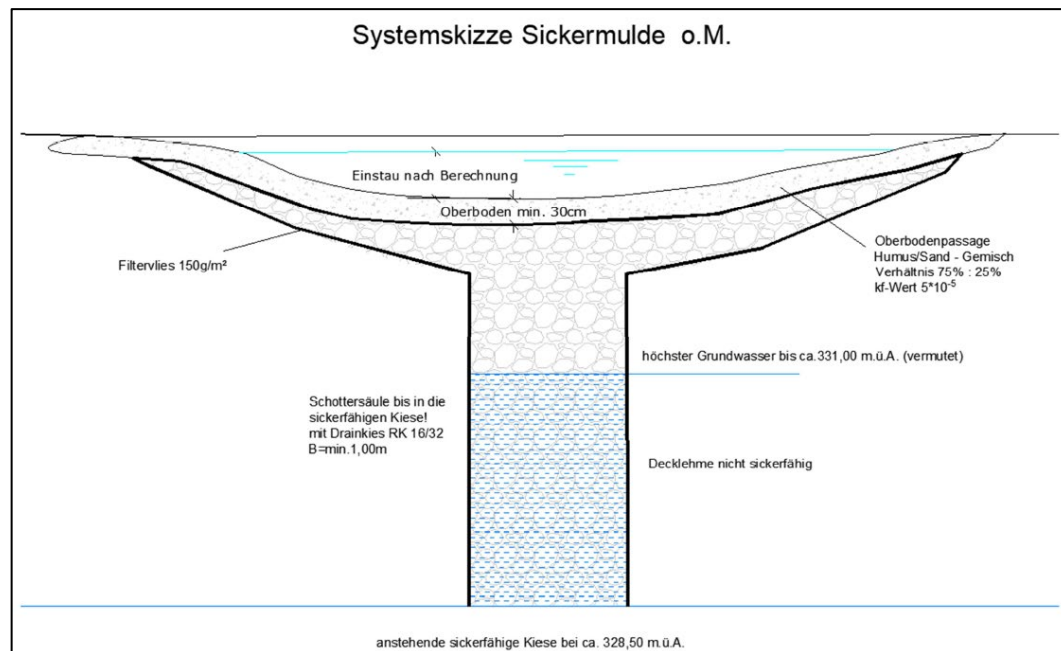 Systemskizze Sickermulde o.M.
Einstau nach Berechnung
Oberboden min. 30cm
Filtervlies 150g/m²
Oberbodenpassage
Humus/Sand - Gemisch
Verhältnis 75% : 25%
kf-Wert 5*10⁻⁵
höchster Grundwasser bis ca.331,00 m.ü.A. (vermutet)
Schottersäule bis in die
sickerfähigen Kiese!
mit Drainkies RK 16/32
B=min.1,00m
Decklehme nicht sickerfähig
anstehende sickerfähige Kiese bei ca. 328,50 m.ü.A.